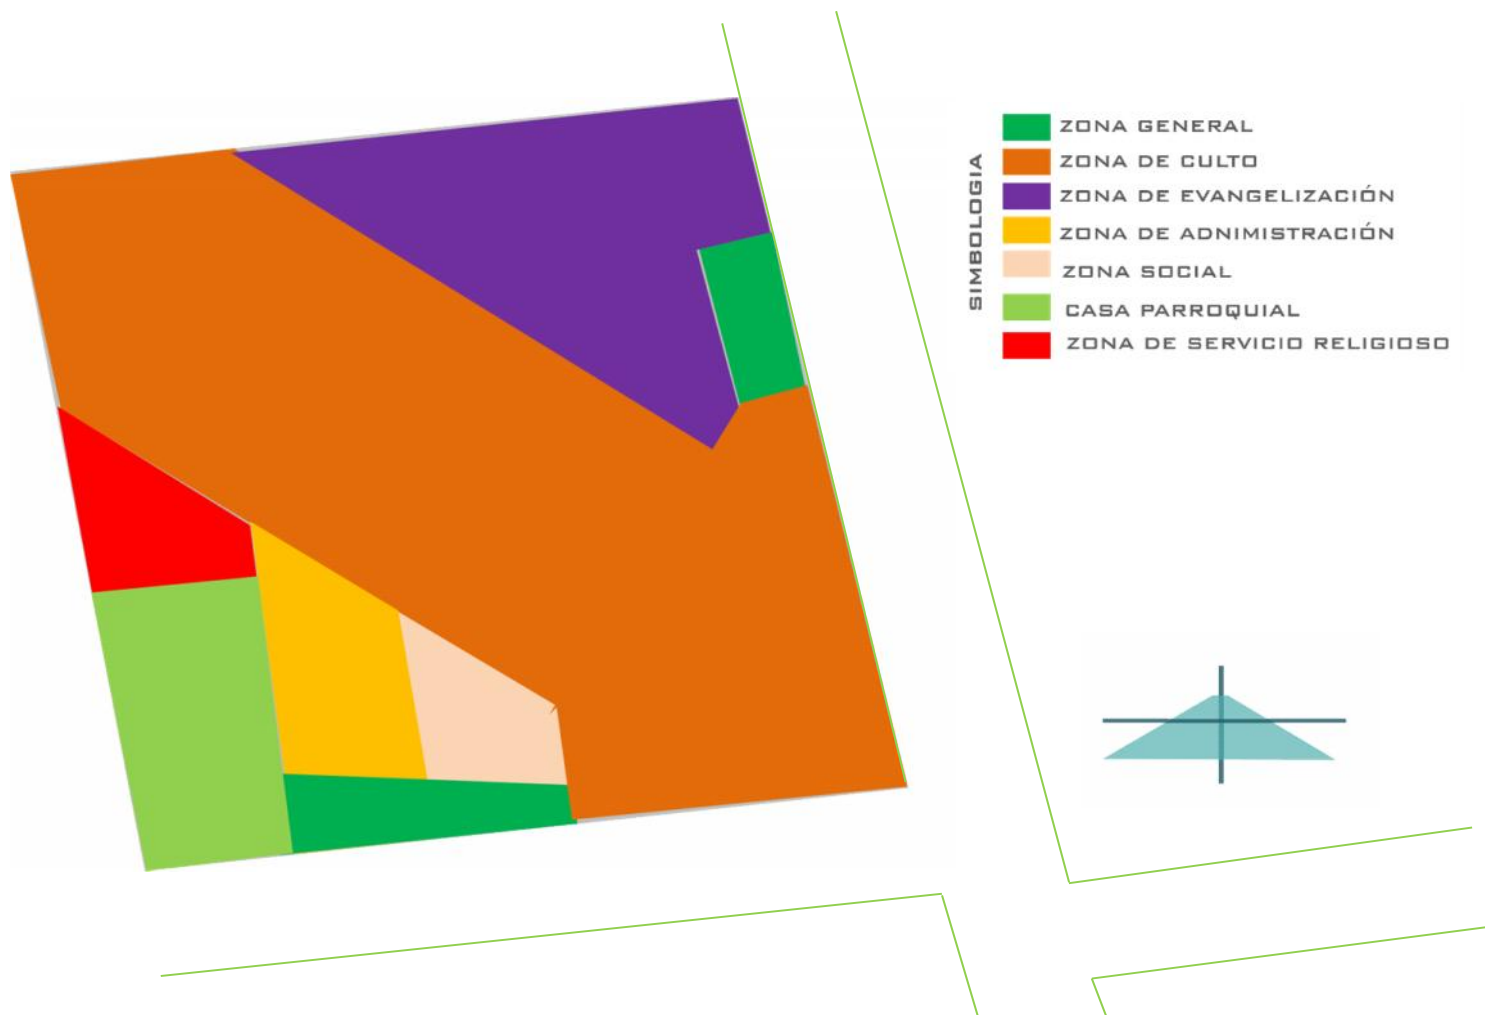 SIMBOLOGIA
ZONA GENERAL
ZONA DE CULTO
ZONA DE EVANGELIZACIÓN
ZONA DE ADNIMISTRACIÓN
ZONA SOCIAL
CASA PARROQUIAL
ZONA DE SERVICIO RELIGIOSO